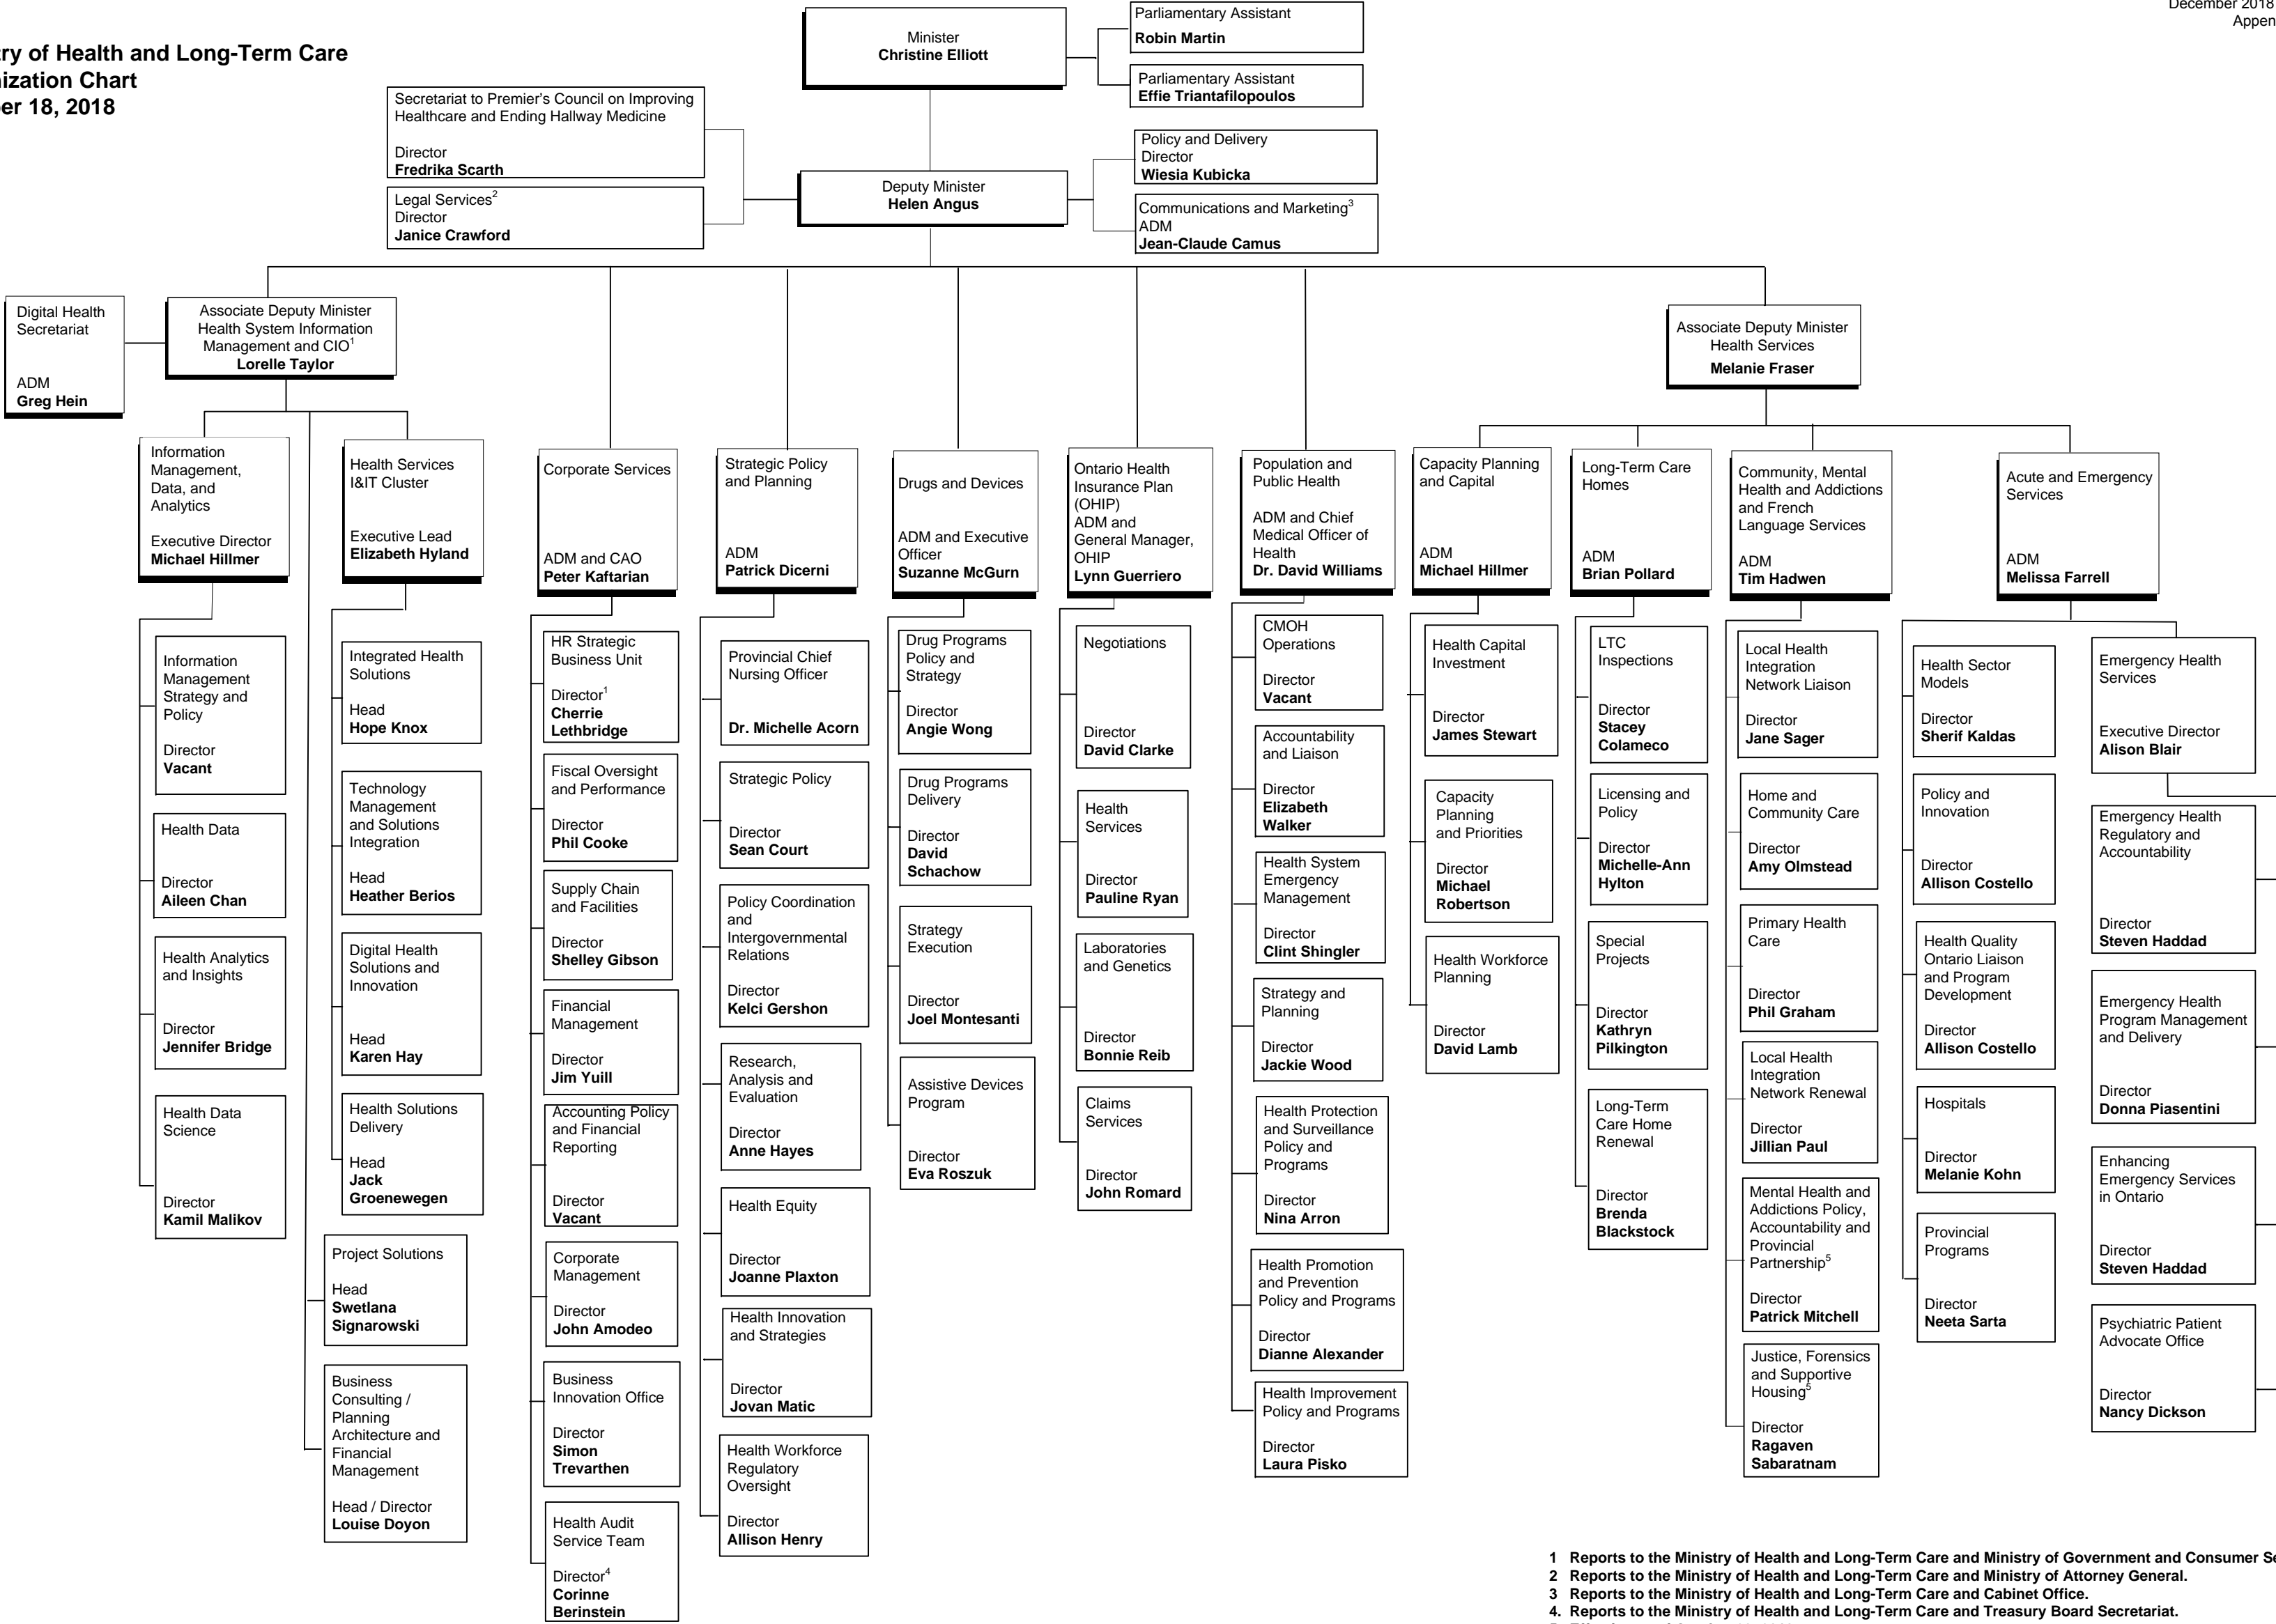 December 2018
Appen
ry of Health and Long-Term Care
nization Chart
er 18, 2018
Minister
Christine Elliott
Parliamentary Assistant
Robin Martin
Parliamentary Assistant
Effie Triantafilopoulos
Secretariat to Premier's Council on Improving
Healthcare and Ending Hallway Medicine
Director
Fredrika Scarth
Legal Services2
Director
Janice Crawford
Deputy Minister
Helen Angus
Policy and Delivery
Director
Wiesia Kubicka
Communications and Marketing3
ADM
Jean-Claude Camus
Digital Health
Secretariat
ADM
Greg Hein
Associate Deputy Minister
Health System Information
Management and CIO1
Lorelle Taylor
Associate Deputy Minister
Health Services
Melanie Fraser
Information
Management,
Data, and
Analytics
Executive Director
Michael Hillmer
Health Services
I&IT Cluster
Executive Lead
Elizabeth Hyland
Corporate Services
ADM and CAO
Peter Kaftarian
Strategic Policy
and Planning
ADM
Patrick Dicerni
Drugs and Devices
ADM and Executive
Officer
Suzanne McGurn
Ontario Health
Insurance Plan
(OHIP)
ADM and
General Manager,
OHIP
Lynn Guerriero
Population and
Public Health
ADM and Chief
Medical Officer of
Health
Dr. David Williams
Capacity Planning
and Capital
ADM
Michael Hillmer
Long-Term Care
Homes
ADM
Brian Pollard
Community, Mental
Health and Addictions
and French
Language Services
ADM
Tim Hadwen
Acute and Emergency
Services
ADM
Melissa Farrell
Information
Management
Strategy and
Policy
Director
Vacant
Health Data
Director
Aileen Chan
Health Analytics
and Insights
Director
Jennifer Bridge
Health Data
Science
Director
Kamil Malikov
Integrated Health
Solutions
Head
Hope Knox
Technology
Management
and Solutions
Integration
Head
Heather Berios
Digital Health
Solutions and
Innovation
Head
Karen Hay
Health Solutions
Delivery
Head
Jack
Groenewegen
Project Solutions
Head
Swetlana
Signarowski
Business
Consulting /
Planning
Architecture and
Financial
Management
Head / Director
Louise Doyon
HR Strategic
Business Unit
Director1
Cherrie
Lethbridge
Fiscal Oversight
and Performance
Director
Phil Cooke
Supply Chain
and Facilities
Director
Shelley Gibson
Financial
Management
Director
Jim Yuill
Accounting Policy
and Financial
Reporting
Director
Vacant
Corporate
Management
Director
John Amodeo
Business
Innovation Office
Director
Simon
Trevarthen
Health Audit
Service Team
Director4
Corinne
Berinstein
Provincial Chief
Nursing Officer
Dr. Michelle Acorn
Strategic Policy
Director
Sean Court
Policy Coordination
and
Intergovernmental
Relations
Director
Kelci Gershon
Research,
Analysis and
Evaluation
Director
Anne Hayes
Health Equity
Director
Joanne Plaxton
Health Innovation
and Strategies
Director
Jovan Matic
Health Workforce
Regulatory
Oversight
Director
Allison Henry
Drug Programs
Policy and
Strategy
Director
Angie Wong
Drug Programs
Delivery
Director
David
Schachow
Strategy
Execution
Director
Joel Montesanti
Assistive Devices
Program
Director
Eva Roszuk
Negotiations
Director
David Clarke
Health
Services
Director
Pauline Ryan
Laboratories
and Genetics
Director
Bonnie Reib
Claims
Services
Director
John Romard
CMOH
Operations
Director
Vacant
Accountability
and Liaison
Director
Elizabeth
Walker
Health System
Emergency
Management
Director
Clint Shingler
Strategy and
Planning
Director
Jackie Wood
Health Protection
and Surveillance
Policy and
Programs
Director
Nina Arron
Health Promotion
and Prevention
Policy and Programs
Director
Dianne Alexander
Health Improvement
Policy and Programs
Director
Laura Pisko
Health Capital
Investment
Director
James Stewart
Capacity
Planning
and Priorities
Director
Michael
Robertson
Health Workforce
Planning
Director
David Lamb
LTC
Inspections
Director
Stacey
Colameco
Licensing and
Policy
Director
Michelle-Ann
Hylton
Special
Projects
Director
Kathryn
Pilkington
Long-Term
Care Home
Renewal
Director
Brenda
Blackstock
Local Health
Integration
Network Liaison
Director
Jane Sager
Home and
Community Care
Director
Amy Olmstead
Primary Health
Care
Director
Phil Graham
Local Health
Integration
Network Renewal
Director
Jillian Paul
Mental Health and
Addictions Policy,
Accountability and
Provincial
Partnership5
Director
Patrick Mitchell
Justice, Forensics
and Supportive
Housing5
Director
Ragaven
Sabaratnam
Health Sector
Models
Director
Sherif Kaldas
Policy and
Innovation
Director
Allison Costello
Health Quality
Ontario Liaison
and Program
Development
Director
Allison Costello
Hospitals
Director
Melanie Kohn
Provincial
Programs
Director
Neeta Sarta
Emergency Health
Services
Executive Director
Alison Blair
Emergency Health
Regulatory and
Accountability
Director
Steven Haddad
Emergency Health
Program Management
and Delivery
Director
Donna Piasentini
Enhancing
Emergency Services
in Ontario
Director
Steven Haddad
Psychiatric Patient
Advocate Office
Director
Nancy Dickson
1 Reports to the Ministry of Health and Long-Term Care and Ministry of Government and Consumer Se
2 Reports to the Ministry of Health and Long-Term Care and Ministry of Attorney General.
3 Reports to the Ministry of Health and Long-Term Care and Cabinet Office.
4. Reports to the Ministry of Health and Long-Term Care and Treasury Board Secretariat.